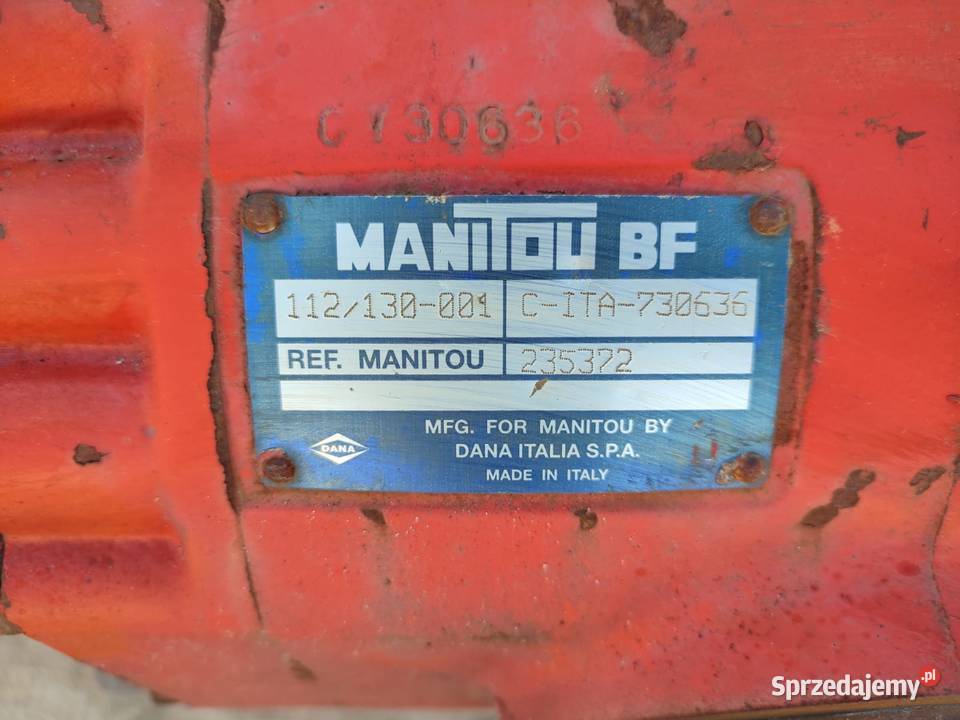 C730636
MANITOU BF
112/130-001 C-ITA-730636
REF. MANITOU 235372
MFG. FOR MANITOU BY
DANA ITALIA S.P.A.
DANA
MADE IN ITALY
Sprzedajemy.pl